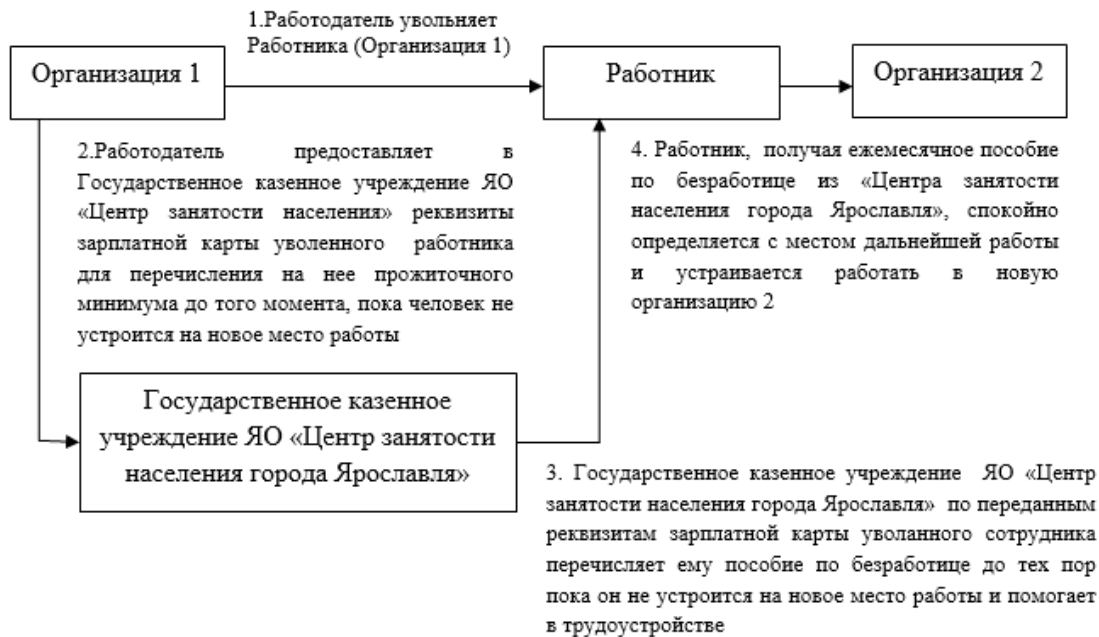 1.Работодатель увольняет
Работника (Организация 1)
Организация 1
Работник
Организация 2
2.Работодатель предоставляет в
Государственное казенное учреждение ЯО
«Центр занятости населения» реквизиты
зарплатной карты уволенного работника
для перечисления на нее прожиточного
минимума до того момента, пока человек не
устроится на новое место работы
4. Работник, получая ежемесячное пособие
по безработице из «Центра занятости
населения города Ярославля», спокойно
определяется с местом дальнейшей работы
и устраивается работать в новую
организацию 2
Государственное казенное
учреждение ЯО «Центр занятости
населения города Ярославля»
3. Государственное казенное учреждение ЯО «Центр
занятости населения города Ярославля» по переданным
реквизитам зарплатной карты уволанного сотрудника
перечисляет ему пособие по безработице до тех пор
пока он не устроится на новое место работы и помогает
в трудоустройстве